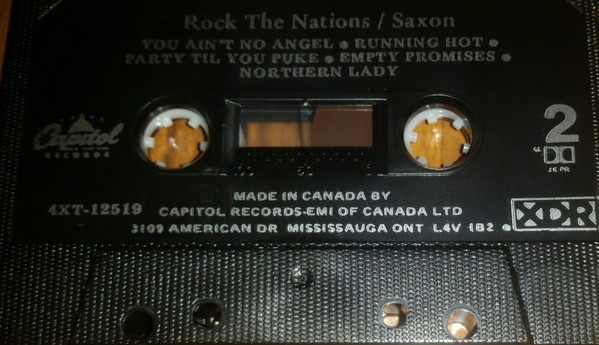 Rock The Nations / Saxon
YOU AIN'T NO ANGEL ● RUNNING HOT ●
PARTY TIL YOU PUKE ● EMPTY PROMISES ●
NORTHERN LADY
Capitol
RECORDS
2
50
MADE IN CANADA BY
4XT-12519 CAPITOL RECORDS-EMI OF CANADA LTD
3109 AMERICAN DR MISSISSAUGA ONT L4V 1B2 ●
XDR